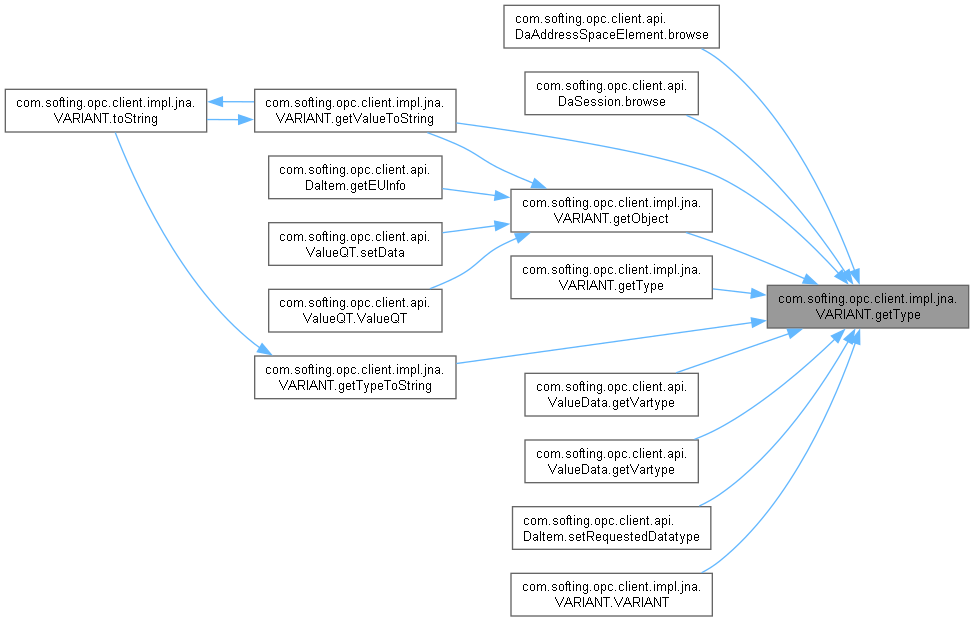 com.softing.opc.client.api.
DaAddressSpaceElement.browse
com.softing.opc.client.api.
DaSession.browse
com.softing.opc.client.impl.jna.
VARIANT.toString
com.softing.opc.client.impl.jna.
VARIANT.getValueToString
com.softing.opc.client.api.
DaItem.getEUInfo
com.softing.opc.client.impl.jna.
VARIANT.getObject
com.softing.opc.client.api.
ValueQT.setData
com.softing.opc.client.impl.jna.
VARIANT.getType
com.softing.opc.client.api.
ValueQT.ValueQT
com.softing.opc.client.impl.jna.
VARIANT.getType
com.softing.opc.client.impl.jna.
VARIANT.getTypeToString
com.softing.opc.client.api.
ValueData.getVartype
com.softing.opc.client.api.
ValueData.getVartype
com.softing.opc.client.api.
DaItem.setRequestedDatatype
com.softing.opc.client.impl.jna.
VARIANT.VARIANT